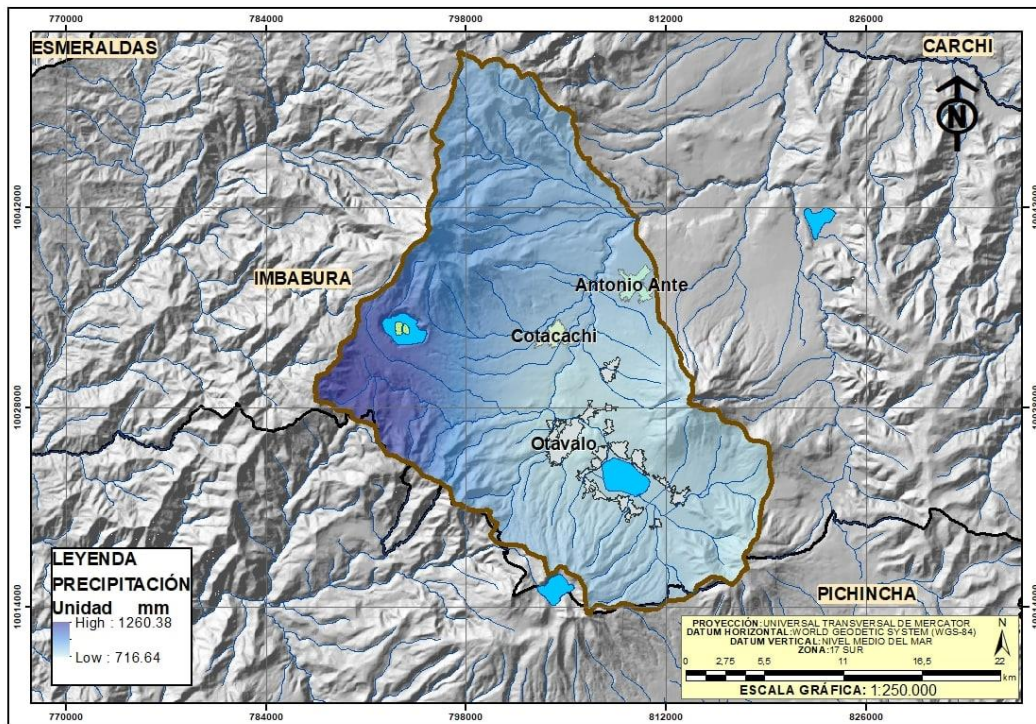 770000 784000 798000 812000 826000
ESMERALDAS
CARCHI
N
10042000
10042000
IMBABURA
Antonio Ante
Cotacachi
10028000
10028000
Otavalo
LEYENDA
PRECIPITACIÓN
Unidad mm
High : 1260.38
Low : 716.64
10014000
10014000
PICHINCHA
PROYECCIÓN:UNIVERSAL TRANSVERSAL DE MERCATOR
DATUM HORIZONTAL:WORLD GEODETIC SYSTEM (WGS-84)
DATUM VERTICAL:NIVEL MEDIO DEL MAR
ZONA:17 SUR
N
0 2,75 5,5 11 16,5 22
km
ESCALA GRÁFICA: 1:250.000
770000 784000 798000 812000 826000